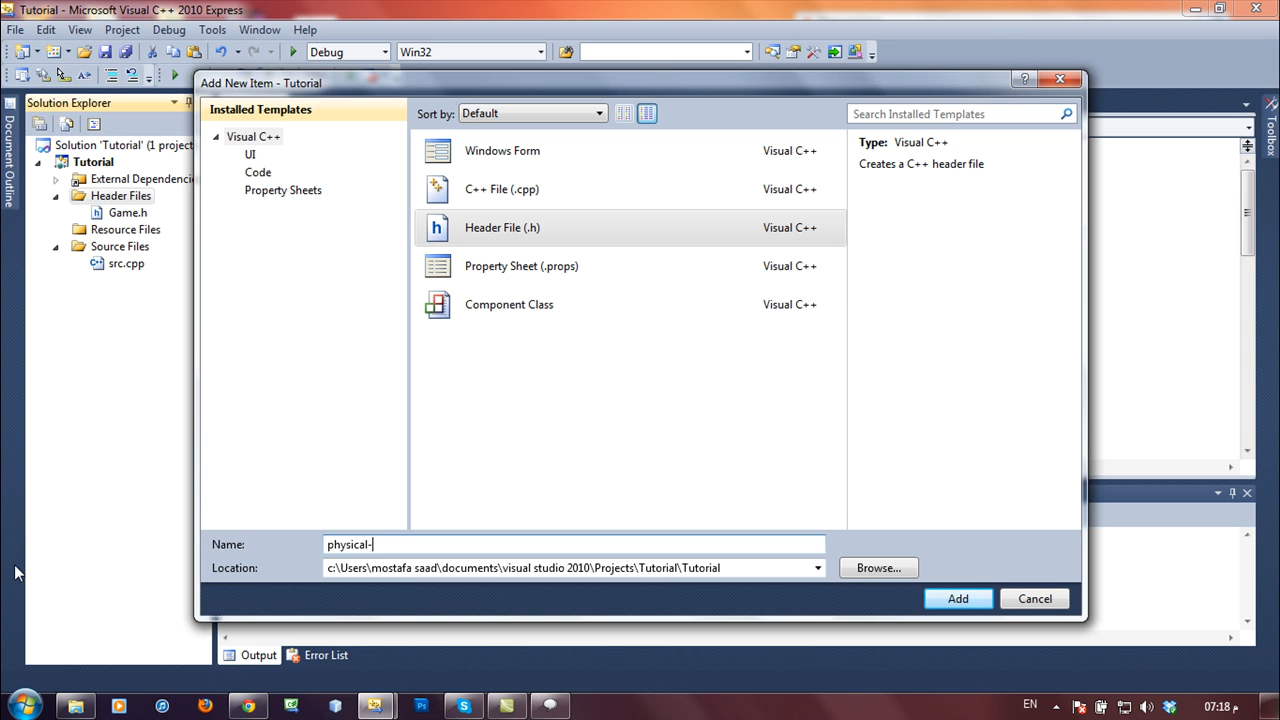 Tutorial - Microsoft Visual C++ 2010 Express
File Edit View Project Debug Tools Window Help
Debug Win32
Add New Item - Tutorial
Solution Explorer
Document Outline
Toolbox
Solution 'Tutorial' (1 project
Tutorial
External Dependencie
Header Files
Game.h
Resource Files
Source Files
src.cpp
Installed Templates
Visual C++
UI
Code
Property Sheets
Sort by: Default
Search Installed Templates
Windows Form Visual C++
C++ File (.cpp) Visual C++
Header File (.h) Visual C++
Property Sheet (.props) Visual C++
Component Class Visual C++
Type: Visual C++
Creates a C++ header file
Name: physical-
Location: c:\Users\mostafa saad\documents\visual studio 2010\Projects\Tutorial\Tutorial Browse...
Add Cancel
Output Error List
EN 07:18 م